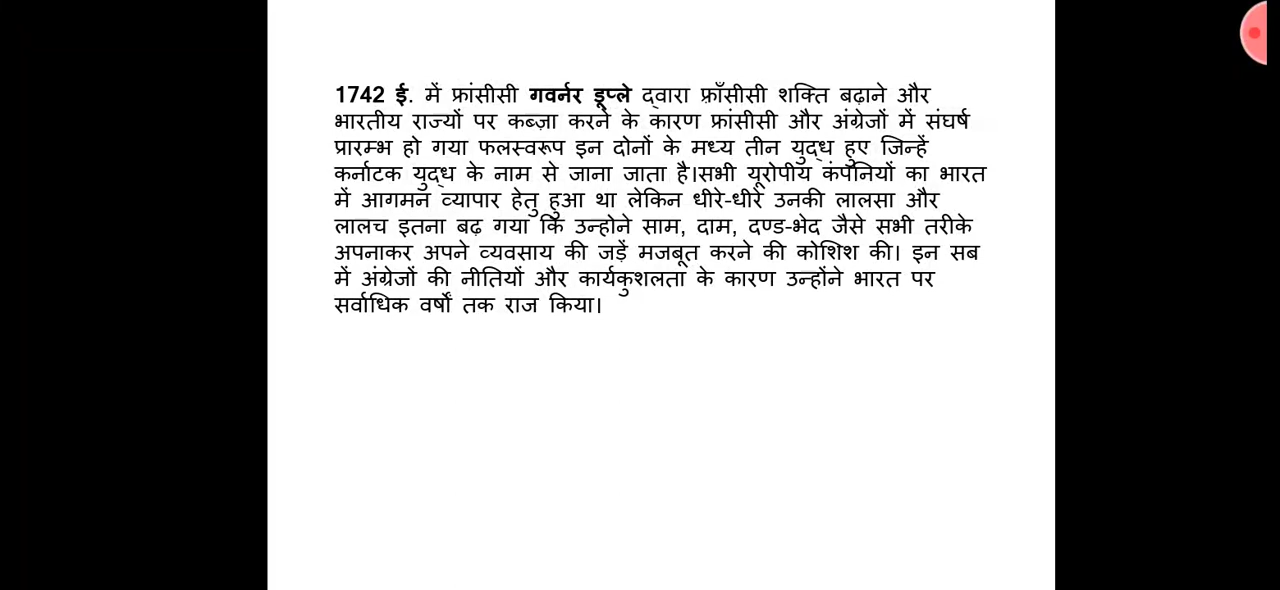 1742 ई. में फ्रांसीसी गवर्नर डूप्ले द्वारा फ्राँसीसी शक्ति बढ़ाने और
भारतीय राज्यों पर कब्ज़ा करने के कारण फ्रांसीसी और अंग्रेजों में संघर्ष
प्रारम्भ हो गया फलस्वरूप इन दोनों के मध्य तीन युद्ध हुए जिन्हें
कर्नाटक युद्ध के नाम से जाना जाता है।सभी यूरोपीय कंपनियों का भारत
में आगमन व्यापार हेतु हुआ था लेकिन धीरे-धीरे उनकी लालसा और
लालच इतना बढ़ गया कि उन्होने साम, दाम, दण्ड-भेद जैसे सभी तरीके
अपनाकर अपने व्यवसाय की जड़ें मजबूत करने की कोशिश की। इन सब
में अंग्रेजों की नीतियों और कार्यकुशलता के कारण उन्होंने भारत पर
सर्वाधिक वर्षों तक राज किया।